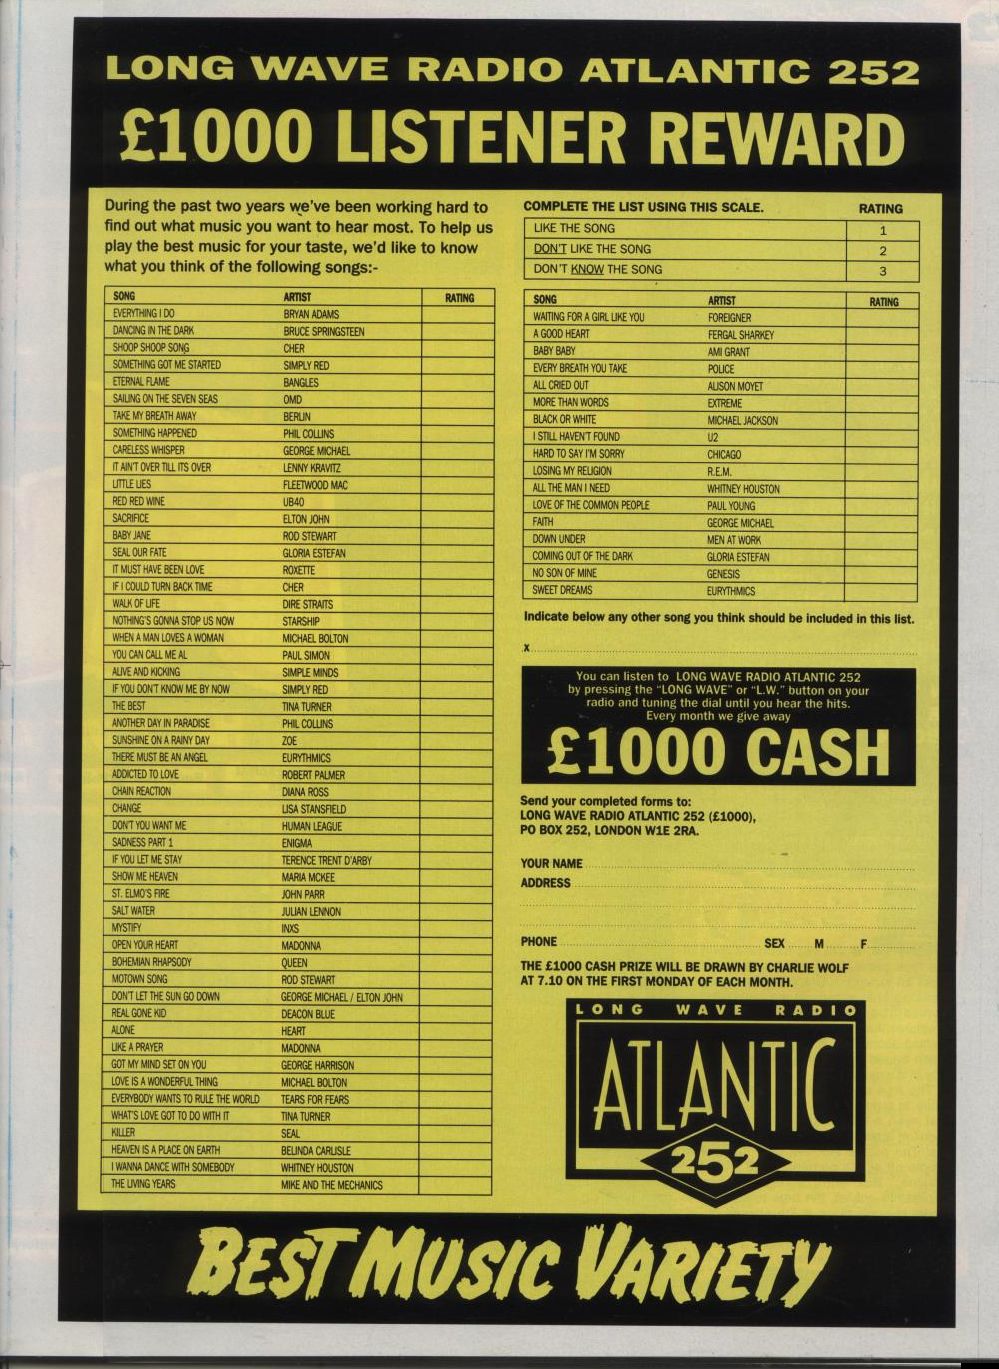 LONG WAVE RADIO ATLANTIC 252
£1000 LISTENER REWARD
During the past two years we've been working hard to
find out what music you want to hear most. To help us
play the best music for your taste, we'd like to know
what you think of the following songs:-
SONG ARTIST RATING
EVERYTHING I DO BRYAN ADAMS
DANCING IN THE DARK BRUCE SPRINGSTEEN
SHOOP SHOOP SONG CHER
SOMETHING GOT ME STARTED SIMPLY RED
ETERNAL FLAME BANGLES
SAILING ON THE SEVEN SEAS OMD
TAKE MY BREATH AWAY BERLIN
SOMETHING HAPPENED PHIL COLLINS
CARELESS WHISPER GEORGE MICHAEL
IT AIN'T OVER TILL ITS OVER LENNY KRAVITZ
LITTLE LIES FLEETWOOD MAC
RED RED WINE UB40
SACRIFICE ELTON JOHN
BABY JANE ROD STEWART
SEAL OUR FATE GLORIA ESTEFAN
IT MUST HAVE BEEN LOVE ROXETTE
IF I COULD TURN BACK TIME CHER
WALK OF LIFE DIRE STRAITS
NOTHING'S GONNA STOP US NOW STARSHIP
WHEN A MAN LOVES A WOMAN MICHAEL BOLTON
YOU CAN CALL ME AL PAUL SIMON
ALIVE AND KICKING SIMPLE MINDS
IF YOU DON'T KNOW ME BY NOW SIMPLY RED
THE BEST TINA TURNER
ANOTHER DAY IN PARADISE PHIL COLLINS
SUNSHINE ON A RAINY DAY ZOE
THERE MUST BE AN ANGEL EURYTHMICS
ADDICTED TO LOVE ROBERT PALMER
CHAIN REACTION DIANA ROSS
CHANGE LISA STANSFIELD
DON'T YOU WANT ME HUMAN LEAGUE
SADNESS PART 1 ENIGMA
IF YOU LET ME STAY TERENCE TRENT D'ARBY
SHOW ME HEAVEN MARIA MCKEE
ST. ELMO'S FIRE JOHN PARR
SALT WATER JULIAN LENNON
MYSTIFY INXS
OPEN YOUR HEART MADONNA
BOHEMIAN RHAPSODY QUEEN
MOTOWN SONG ROD STEWART
DON'T LET THE SUN GO DOWN GEORGE MICHAEL / ELTON JOHN
REAL GONE KID DEACON BLUE
ALONE HEART
LIKE A PRAYER MADONNA
GOT MY MIND SET ON YOU GEORGE HARRISON
LOVE IS A WONDERFUL THING MICHAEL BOLTON
EVERYBODY WANTS TO RULE THE WORLD TEARS FOR FEARS
WHAT'S LOVE GOT TO DO WITH IT TINA TURNER
KILLER SEAL
HEAVEN IS A PLACE ON EARTH BELINDA CARLISLE
I WANNA DANCE WITH SOMEBODY WHITNEY HOUSTON
THE LIVING YEARS MIKE AND THE MECHANICS
COMPLETE THE LIST USING THIS SCALE. RATING
LIKE THE SONG 1
DON'T LIKE THE SONG 2
DON'T KNOW THE SONG 3
SONG ARTIST RATING
WAITING FOR A GIRL LIKE YOU FOREIGNER
A GOOD HEART FERGAL SHARKEY
BABY BABY AMI GRANT
EVERY BREATH YOU TAKE POLICE
ALL CRIED OUT ALISON MOYET
MORE THAN WORDS EXTREME
BLACK OR WHITE MICHAEL JACKSON
I STILL HAVEN'T FOUND U2
HARD TO SAY I'M SORRY CHICAGO
LOSING MY RELIGION R.E.M.
ALL THE MAN I NEED WHITNEY HOUSTON
LOVE OF THE COMMON PEOPLE PAUL YOUNG
FAITH GEORGE MICHAEL
DOWN UNDER MEN AT WORK
COMING OUT OF THE DARK GLORIA ESTEFAN
NO SON OF MINE GENESIS
SWEET DREAMS EURYTHMICS
Indicate below any other song you think should be included in this list.
x
You can listen to LONG WAVE RADIO ATLANTIC 252
by pressing the "LONG WAVE" or "L.W." button on your
radio and tuning the dial until you hear the hits.
Every month we give away
£1000 CASH
Send your completed forms to:
LONG WAVE RADIO ATLANTIC 252 (£1000),
PO BOX 252, LONDON W1E 2RA.
YOUR NAME
ADDRESS
PHONE SEX M F
THE £1000 CASH PRIZE WILL BE DRAWN BY CHARLIE WOLF
AT 7.10 ON THE FIRST MONDAY OF EACH MONTH.
LONG WAVE RADIO
ATLANTIC
252
BEST MUSIC VARIETY